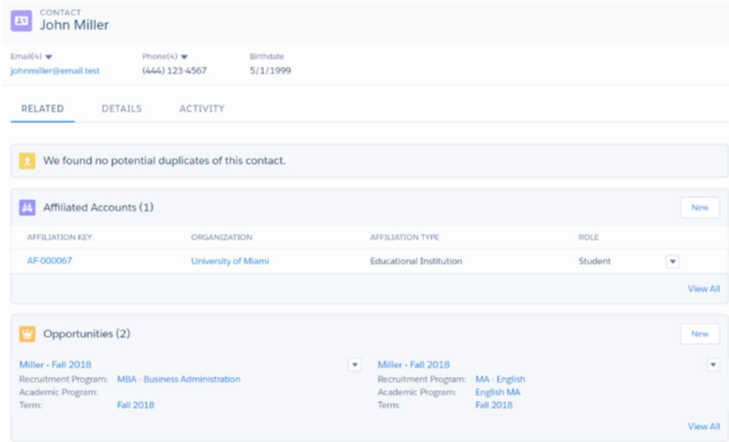 CONTACT
John Miller
Email(4) Phone(4) Birthdate
johnmiller@email.test (444) 123-4567 5/1/1999
RELATED DETAILS ACTIVITY
We found no potential duplicates of this contact.
Affiliated Accounts (1) New
AFFILIATION KEY ORGANIZATION AFFILIATION TYPE ROLE
AF-000067 University of Miami Educational Institution Student
View All
Opportunities (2) New
Miller - Fall 2018 Miller - Fall 2018
Recruitment Program: MBA - Business Administration Recruitment Program: MA - English
Academic Program: Academic Program: English MA
Term: Fall 2018 Term: Fall 2018
View All